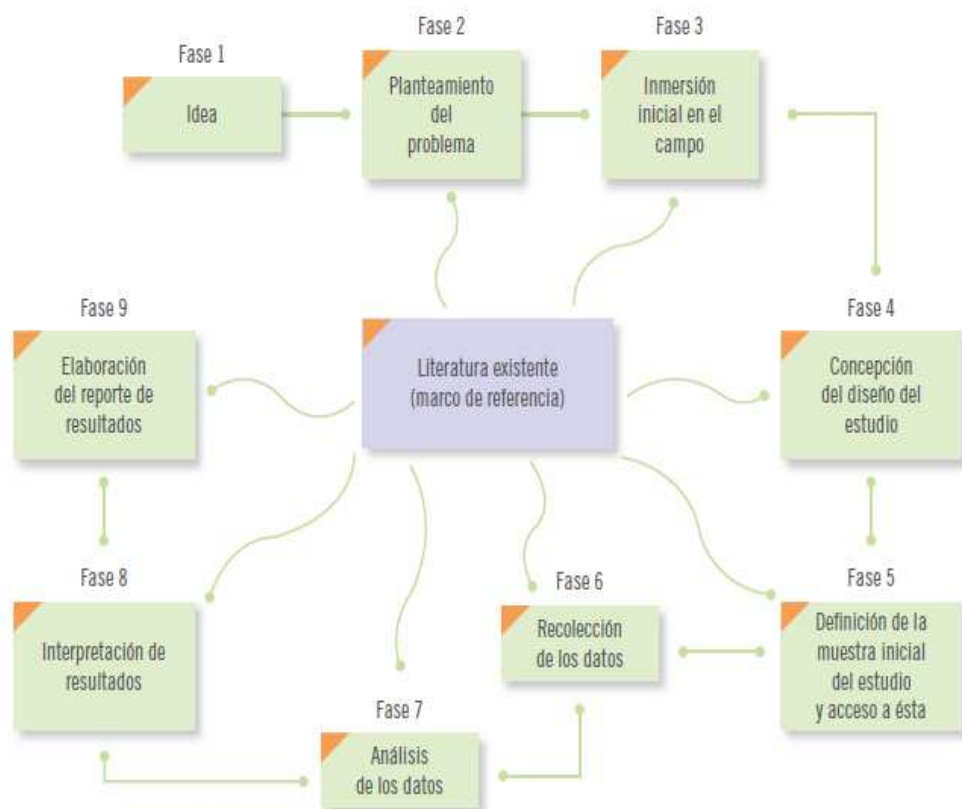 Fase 1
Idea
Fase 2
Planteamiento
del
problema
Fase 3
Inmersión
inicial en el
campo
Fase 4
Concepción
del diseño del
estudio
Fase 5
Definición de la
muestra inicial
del estudio
y acceso a ésta
Fase 6
Recolección
de los datos
Fase 7
Análisis
de los datos
Fase 8
Interpretación de
resultados
Fase 9
Elaboración
del reporte de
resultados
Literatura existente
(marco de referencia)